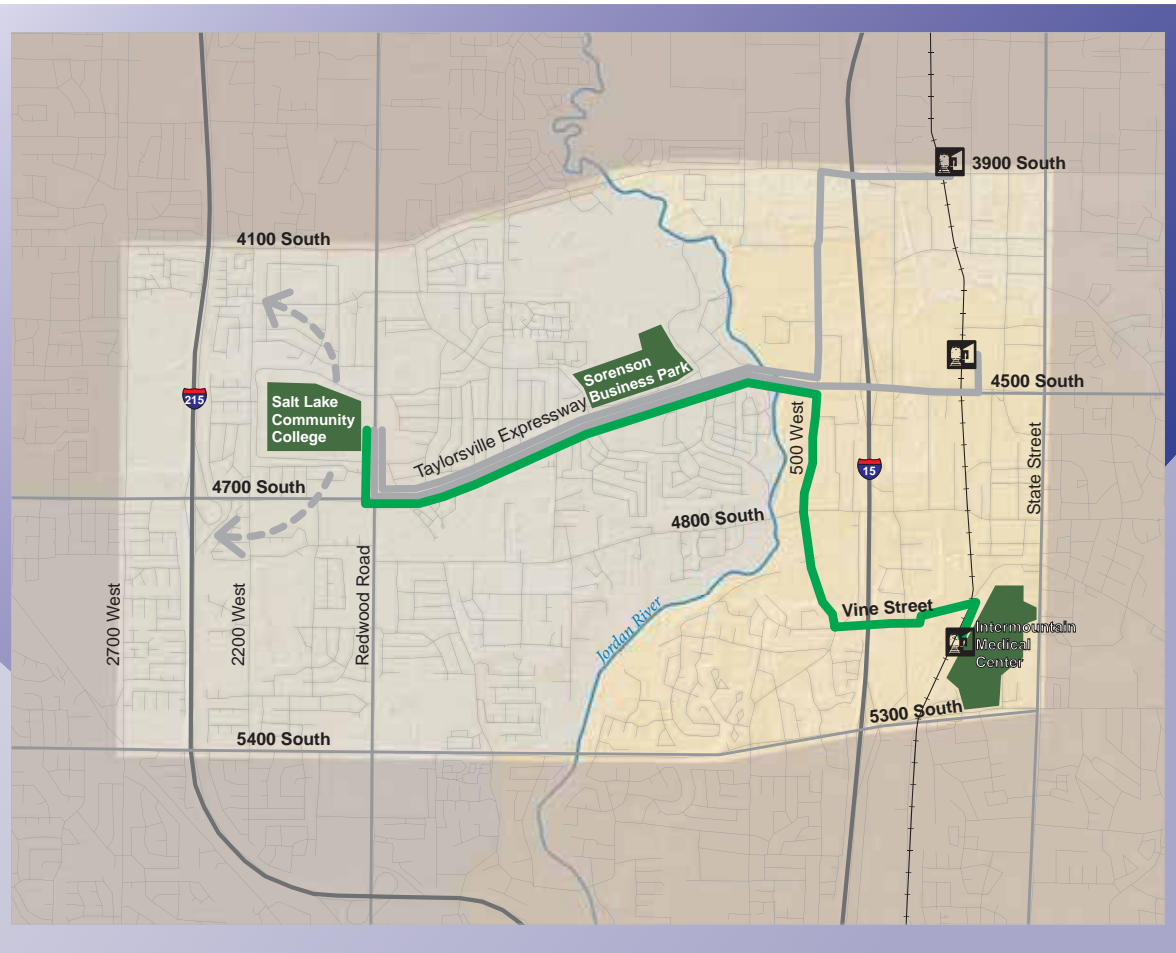 3900 South
4100 South
Sorenson
Business Park
4500 South
215
Salt Lake
Community
College
Taylorsville Expressway
500 West
State Street
15
4700 South
4800 South
2700 West
2200 West
Redwood Road
Jordan River
Vine Street
Intermountain
Medical
Center
5300 South
5400 South